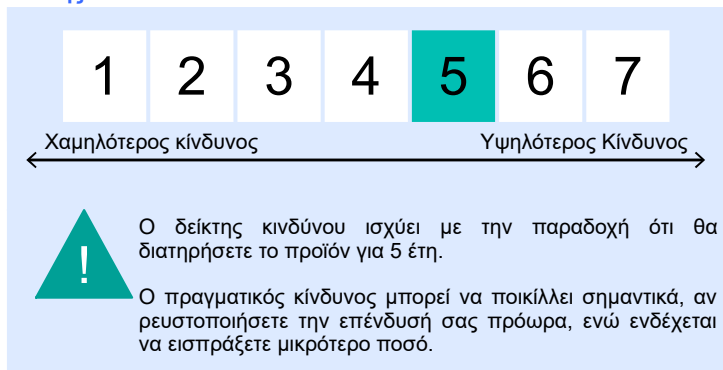 1 2 3 4 5 6 7
Χαμηλότερος κίνδυνος Υψηλότερος Κίνδυνος
!
Ο δείκτης κινδύνου ισχύει με την παραδοχή ότι θα
διατηρήσετε το προϊόν για 5 έτη.
Ο πραγματικός κίνδυνος μπορεί να ποικίλλει σημαντικά, αν
ρευστοποιήσετε την επένδυσή σας πρόωρα, ενώ ενδέχεται
να εισπράξετε μικρότερο ποσό.